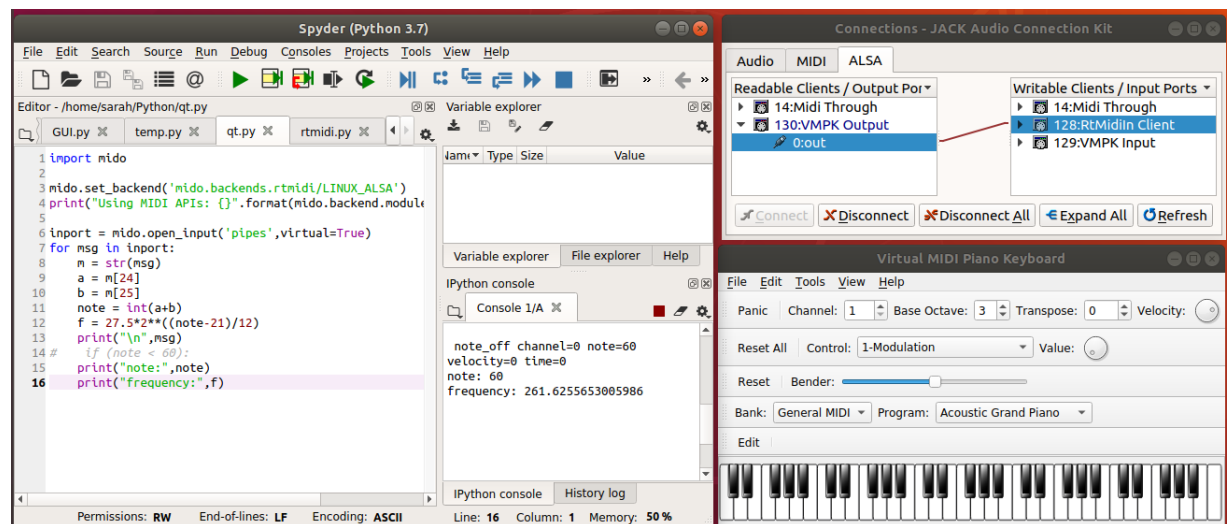 Spyder (Python 3.7)
File Edit Search Source Run Debug Consoles Projects Tools View Help
Editor - /home/sarah/Python/qt.py
GUI.py temp.py qt.py rtmidi.py
1 import mido
2
3 mido.set_backend('mido.backends.rtmidi/LINUX_ALSA')
4 print("Using MIDI APIs: {}".format(mido.backend.module
5
6 inport = mido.open_input('pipes',virtual=True)
7 for msg in inport:
8 m = str(msg)
9 a = m[24]
10 b = m[25]
11 note = int(a+b)
12 f = 27.5*2**((note-21)/12)
13 print("\n",msg)
14 # if (note < 60):
15 print("note:",note)
16 print("frequency:",f)
Variable explorer
Type Size Value
Variable explorer File explorer Help
IPython console
Console 1/A
note_off channel=0 note=60
velocity=0 time=0
note: 60
frequency: 261.6255653005986
IPython console History log
Permissions: RW End-of-lines: LF Encoding: ASCII Line: 16 Column: 1 Memory: 50 %
Connections - JACK Audio Connection Kit
Audio MIDI ALSA
Readable Clients / Output Por
14:Midi Through
130:VMPK Output
0:out
Writable Clients / Input Ports
14:Midi Through
128:RtMidiIn Client
129:VMPK Input
Connect Disconnect Disconnect All Expand All Refresh
Virtual MIDI Piano Keyboard
File Edit Tools View Help
Panic Channel: 1 Base Octave: 3 Transpose: 0 Velocity:
Reset All Control: 1-Modulation Value:
Reset Bender:
Bank: General MIDI Program: Acoustic Grand Piano
Edit